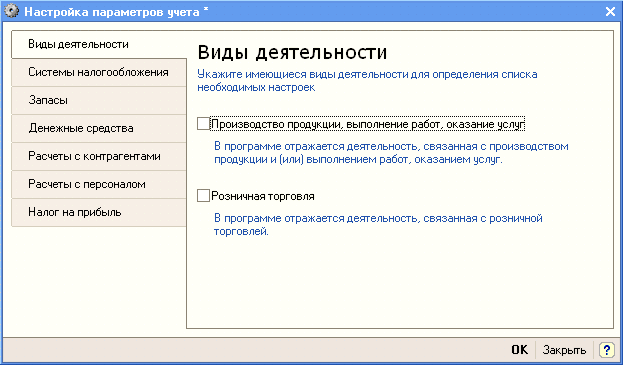 Настройка параметров учета *
Виды деятельности
Системы налогообложения
Запасы
Денежные средства
Расчеты с контрагентами
Расчеты с персоналом
Налог на прибыль
Виды деятельности
Укажите имеющиеся виды деятельности для определения списка
необходимых настроек
Производство продукции, выполнение работ, оказание услуг
В программе отражается деятельность, связанная с производством
продукции и (или) выполнением работ, оказанием услуг.
Розничная торговля
В программе отражается деятельность, связанная с розничной
торговлей.
OK Закрыть ?